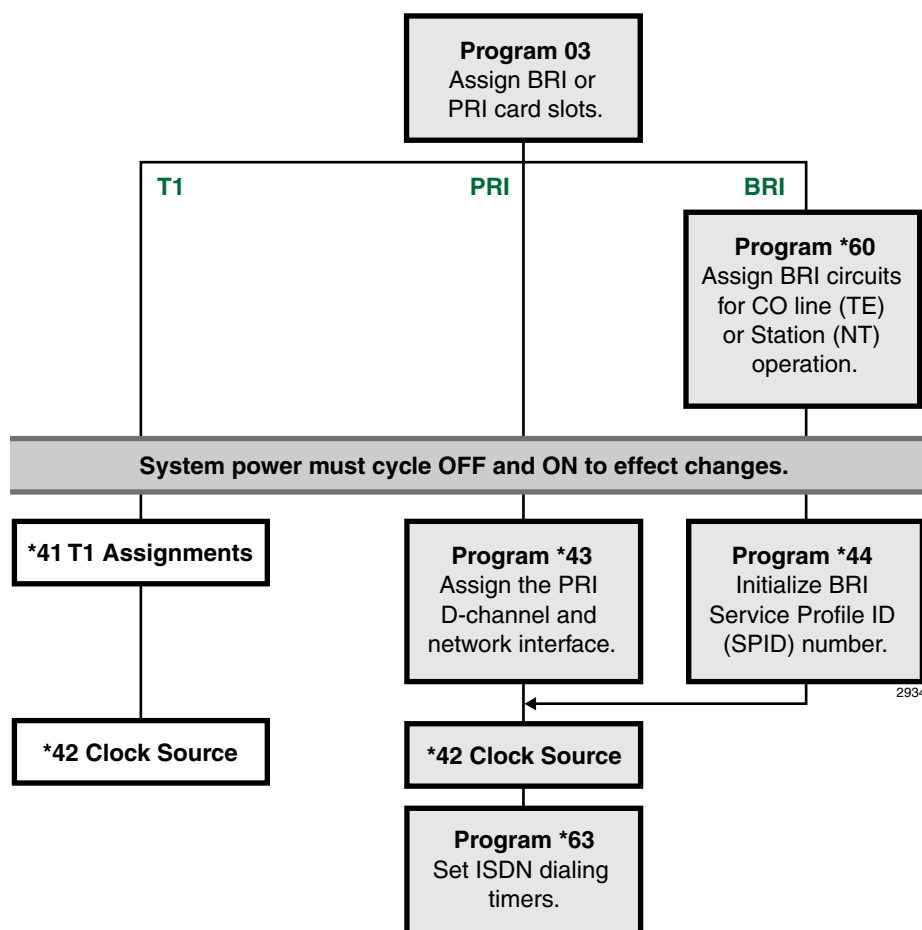 Program 03
Assign BRI or
PRI card slots.
T1
PRI
BRI
Program *60
Assign BRI circuits
for CO line (TE)
or Station (NT)
operation.
System power must cycle OFF and ON to effect changes.
*41 T1 Assignments
Program *43
Assign the PRI
D-channel and
network interface.
Program *44
Initialize BRI
Service Profile ID
(SPID) number.
2934
*42 Clock Source
*42 Clock Source
Program *63
Set ISDN dialing
timers.